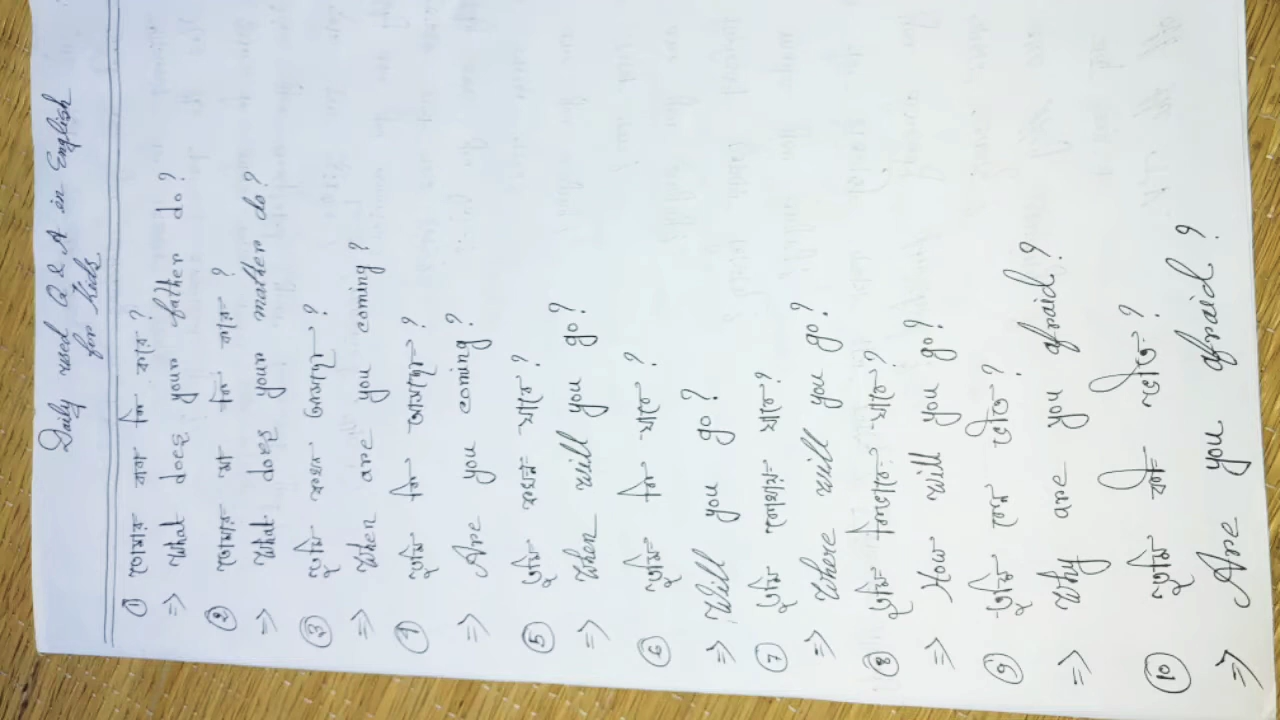 Daily used Q & A in English
for kids
① তোমার বাবা কি করে?
⇒ What does your father do?
② তোমার মা কি করে?
⇒ What does your mather do?
③ তুমি কখন আসছো?
⇒ When are you coming?
④ তুমি কি আসছো?
⇒ Are you coming?
⑤ তুমি কখন যাবে?
⇒ When will you go?
⑥ তুমি কি যাবে?
⇒ Will you go?
⑦ তুমি কোথায় যাবে?
⇒ Where will you go?
⑧ তুমি কিভাবে যাবে?
⇒ How will you go?
⑨ তুমি কেন ভীত?
⇒ Why are you afraid?
⑩ তুমি কী ভীত?
⇒ Are you afraid?